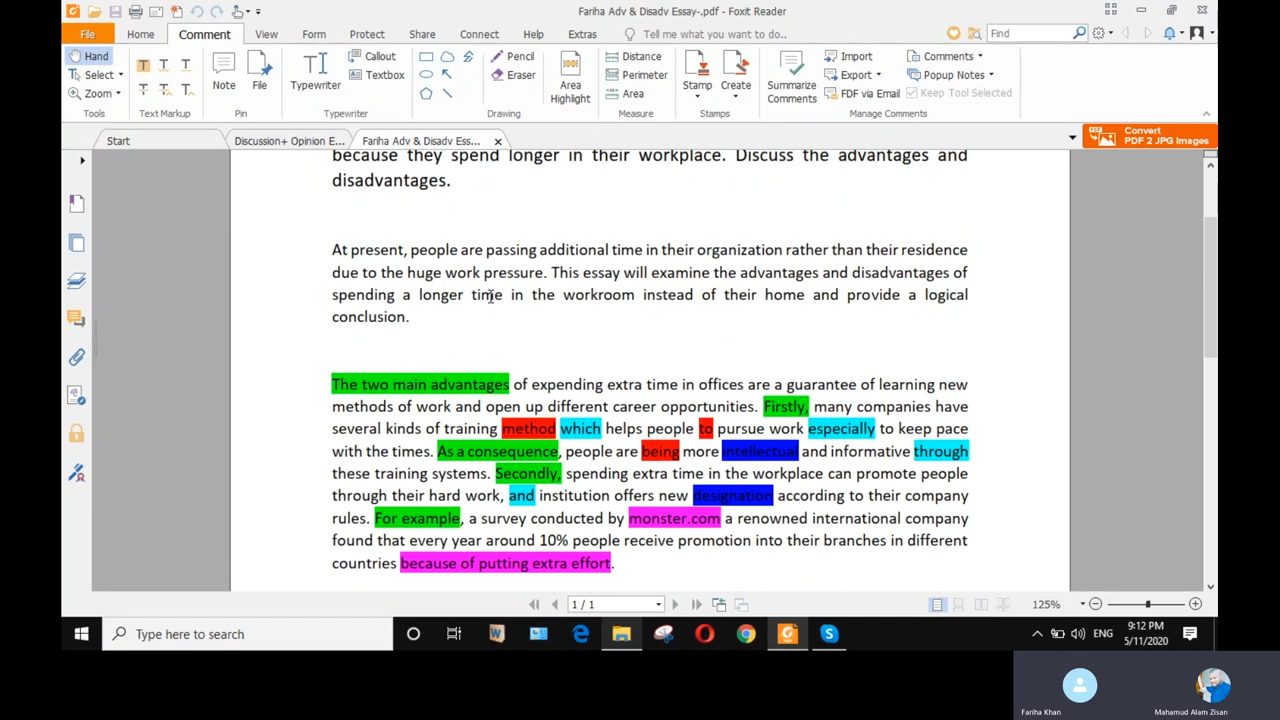 Fariha Adv & Disadv Essay-.pdf - Foxit Reader
File Home Comment View Form Protect Share Connect Help Extras Tell me what you want to do.. Find
Hand Select Zoom Tools
Text Markup
Note File Pin
Typewriter Callout Textbox Typewriter
Pencil Eraser Drawing
Area Highlight
Distance Perimeter Area Measure
Stamp Create Stamps
Summarize Comments
Import Export FDF via Email
Comments Popup Notes Keep Tool Selected
Manage Comments
Start Discussion+ Opinion E... Fariha Adv & Disadv Ess...
Convert
PDF 2 JPG Images
because they spend longer in their workplace. Discuss the advantages and
disadvantages.
At present, people are passing additional time in their organization rather than their residence
due to the huge work pressure. This essay will examine the advantages and disadvantages of
spending a longer time in the workroom instead of their home and provide a logical
conclusion.
The two main advantages of expending extra time in offices are a guarantee of learning new
methods of work and open up different career opportunities. Firstly, many companies have
several kinds of training method which helps people to pursue work especially to keep pace
with the times. As a consequence, people are being more intellectual and informative through
these training systems. Secondly, spending extra time in the workplace can promote people
through their hard work, and institution offers new designation according to their company
rules. For example, a survey conducted by monster.com a renowned international company
found that every year around 10% people receive promotion into their branches in different
countries because of putting extra effort.
1 / 1
125%
Type here to search
ENG
9:12 PM
5/11/2020
Fariha Khan
Mahamud Alam Zisan